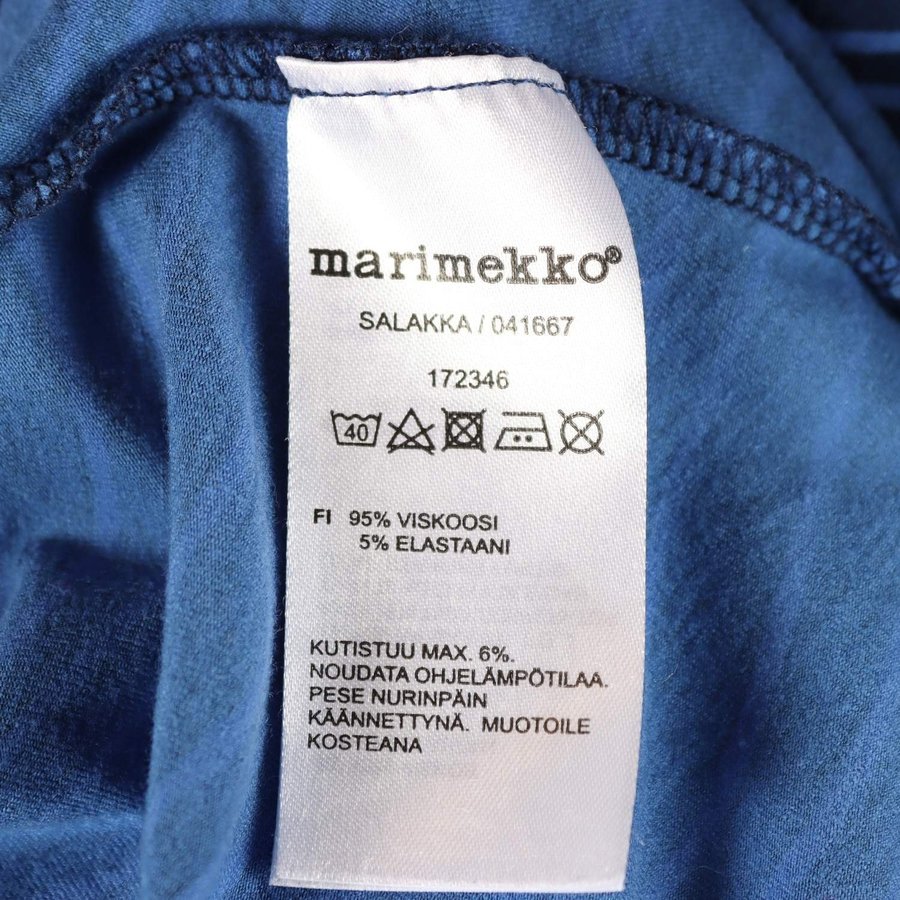 marimekko®
SALAKKA / 041667
172346
40
FI 95% VISKOOSI
5% ELASTAANI
KUTISTUU MAX. 6%.
NOUDATA OHJELÄMPÖTILAA.
PESE NURINPÄIN
KÄÄNNETTYNÄ. MUOTOILE
KOSTEANA